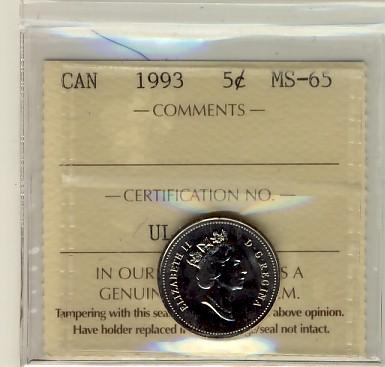 CAN 1993 5¢ MS-65
— COMMENTS —
— CERTIFICATION NO. —
UL
ELIZABETH II D·G·REGINA
IN OUR S A
GENUIN M.
Tampering with this sea above opinion.
Have holder replaced i /seal not intact.